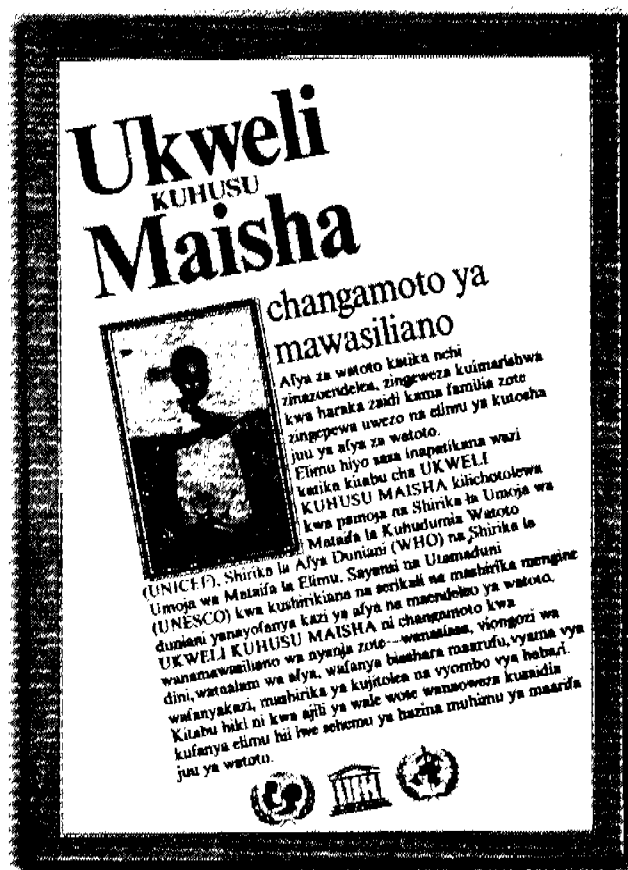 Ukweli
KUHUSU
Maisha
changamoto ya
mawasiliano
Afya za watoto katika nchi
zinazoendelea, zingeweza kuimarishwa
kwa haraka zaidi kama familia zote
zingepewa uwezo na elimu ya kutosha
juu ya afya za watoto.
Elimu hiyo sasa inapatikana wazi
katika kitabu cha UKWELI
KUHUSU MAISHA kilichotolewa
kwa pamoja na Shirika la Umoja wa
Mataifa la Kuhudumia Watoto
(UNICEF), Shirika la Afya Duniani (WHO) na Shirika la
Umoja wa Mataifa la Elimu, Sayansi na Utamaduni
(UNESCO) kwa kushirikiana na serikali na mashirika mengine
duniani yanayofanya kazi ya afya na maendeleo ya watoto.
UKWELI KUHUSU MAISHA ni changamoto kwa
wanamawasiliano wa nyanja zote---wanasiasa, viongozi wa
dini, wataalam wa afya, wafanya biashara maarufu, vyama vya
wafanyakazi, mashirika ya kujitolea na vyombo vya habari.
Kitabu hiki ni kwa ajili ya wale wote wanaoweza kusaidia
kufanya elimu hii iwe sehemu ya hazina muhimu ya maarifa
juu ya watoto.